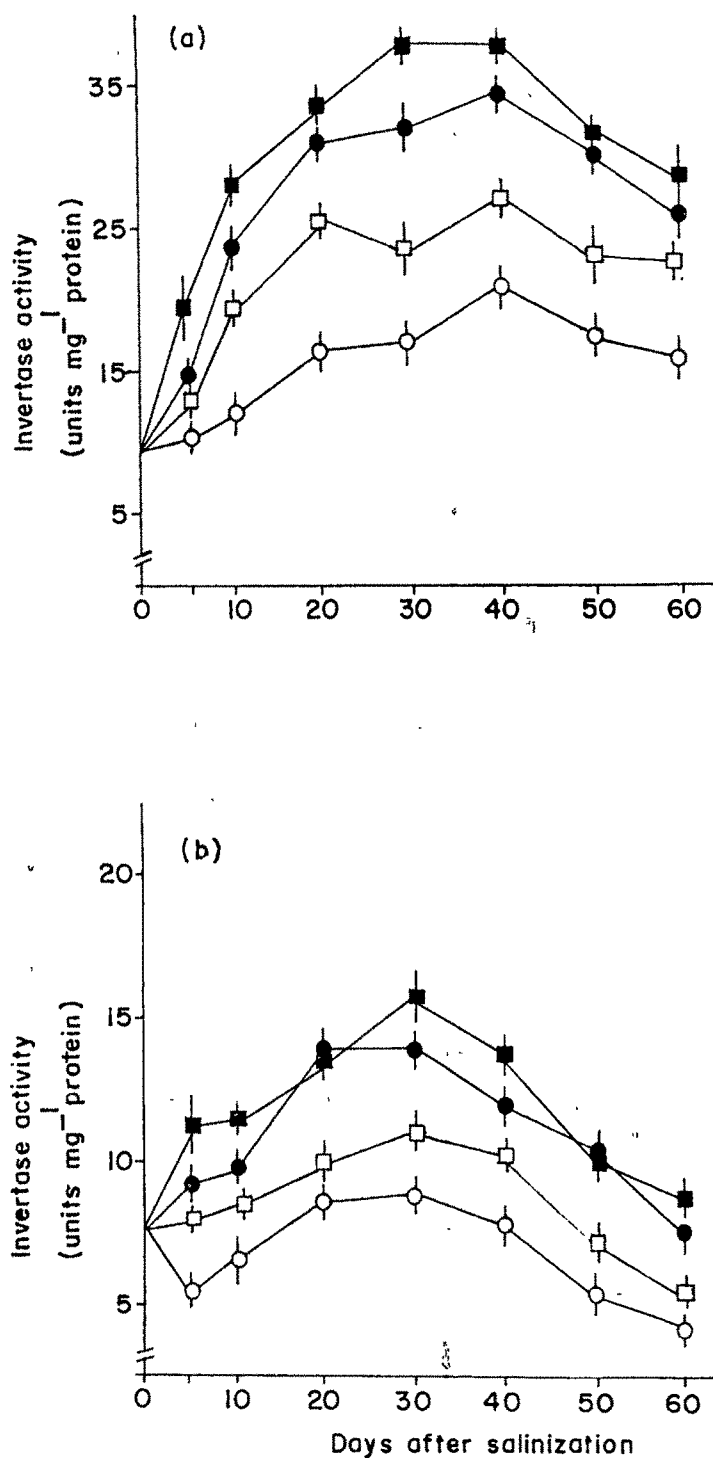 (a)
35
25
15
5
Invertase activity
(units mg⁻¹ protein)
0 10 20 30 40 50 60
(b)
20
15
10
5
Invertase activity
(units mg⁻¹ protein)
0 10 20 30 40 50 60
Days after salinization